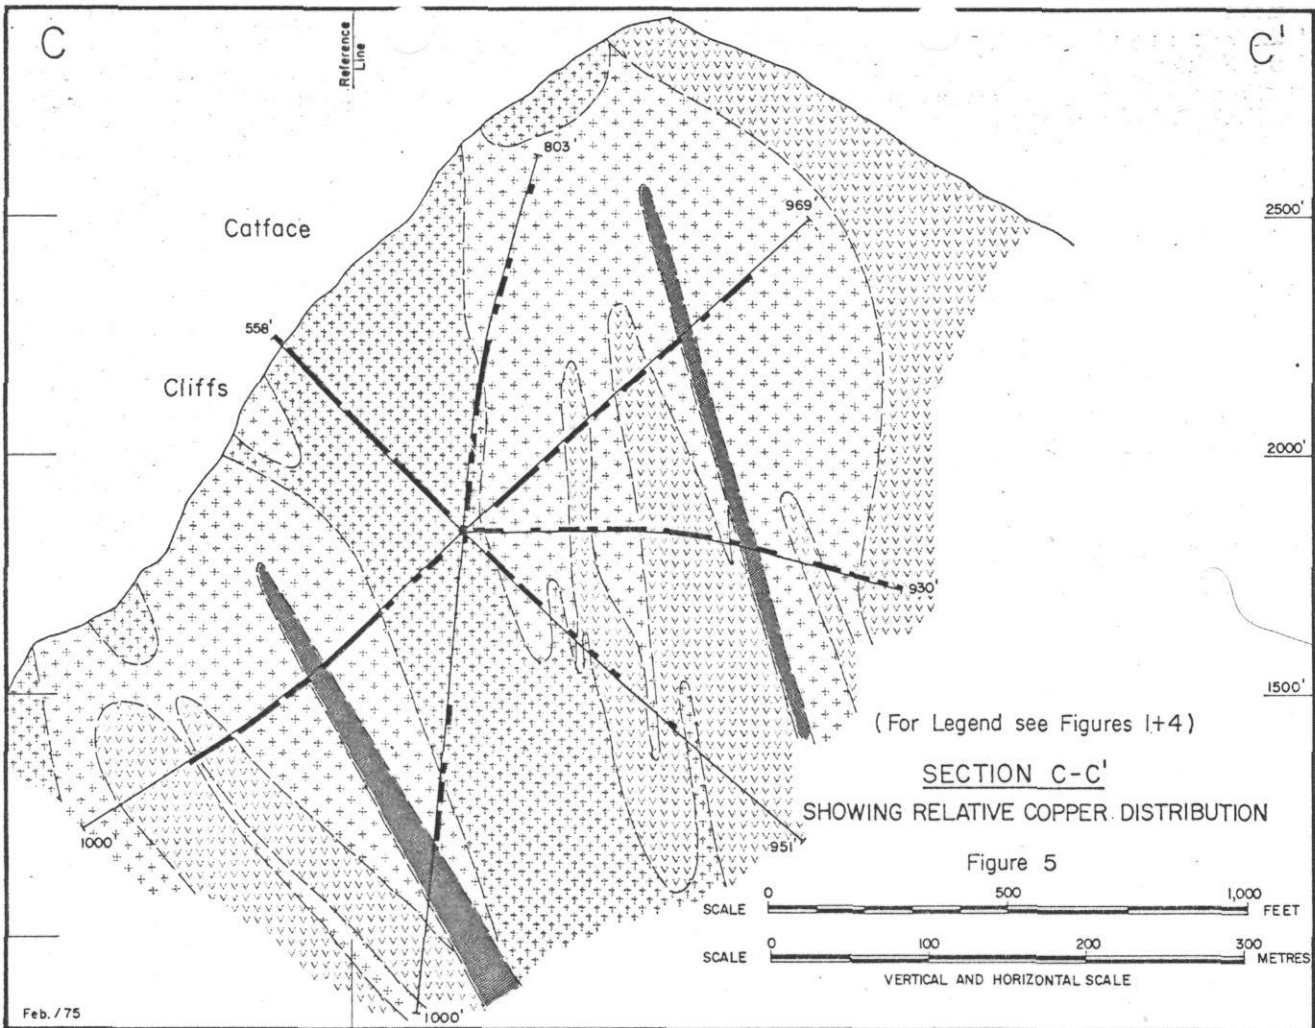 C
Reference
Line
C'
803'
969'
2500'
Catface
558'
Cliffs
2000'
930'
1500'
(For Legend see Figures 1+4)
SECTION C-C'
SHOWING RELATIVE COPPER DISTRIBUTION
1000'
951'
Figure 5
0 500 1,000
SCALE FEET
0 100 200 300
SCALE METRES
VERTICAL AND HORIZONTAL SCALE
1000'
Feb./75